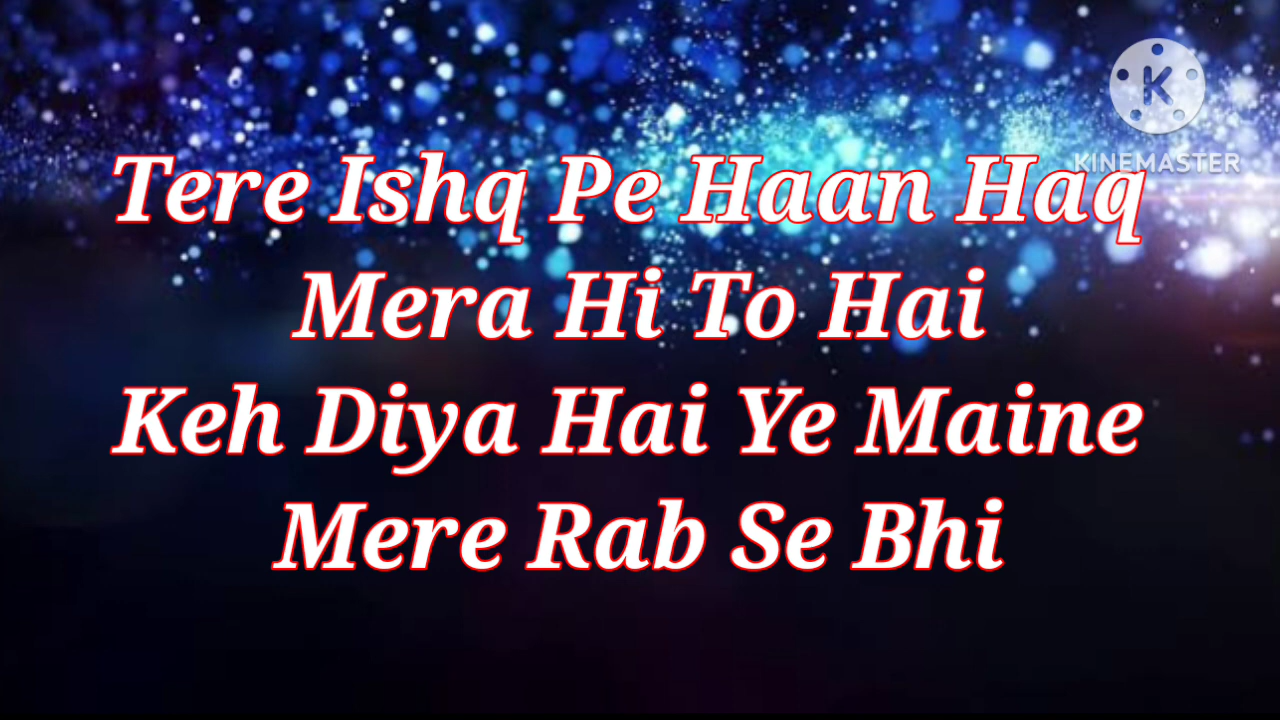 K
KINEMASTER
Tere Ishq Pe Haan Haq
Mera Hi To Hai
Keh Diya Hai Ye Maine
Mere Rab Se Bhi